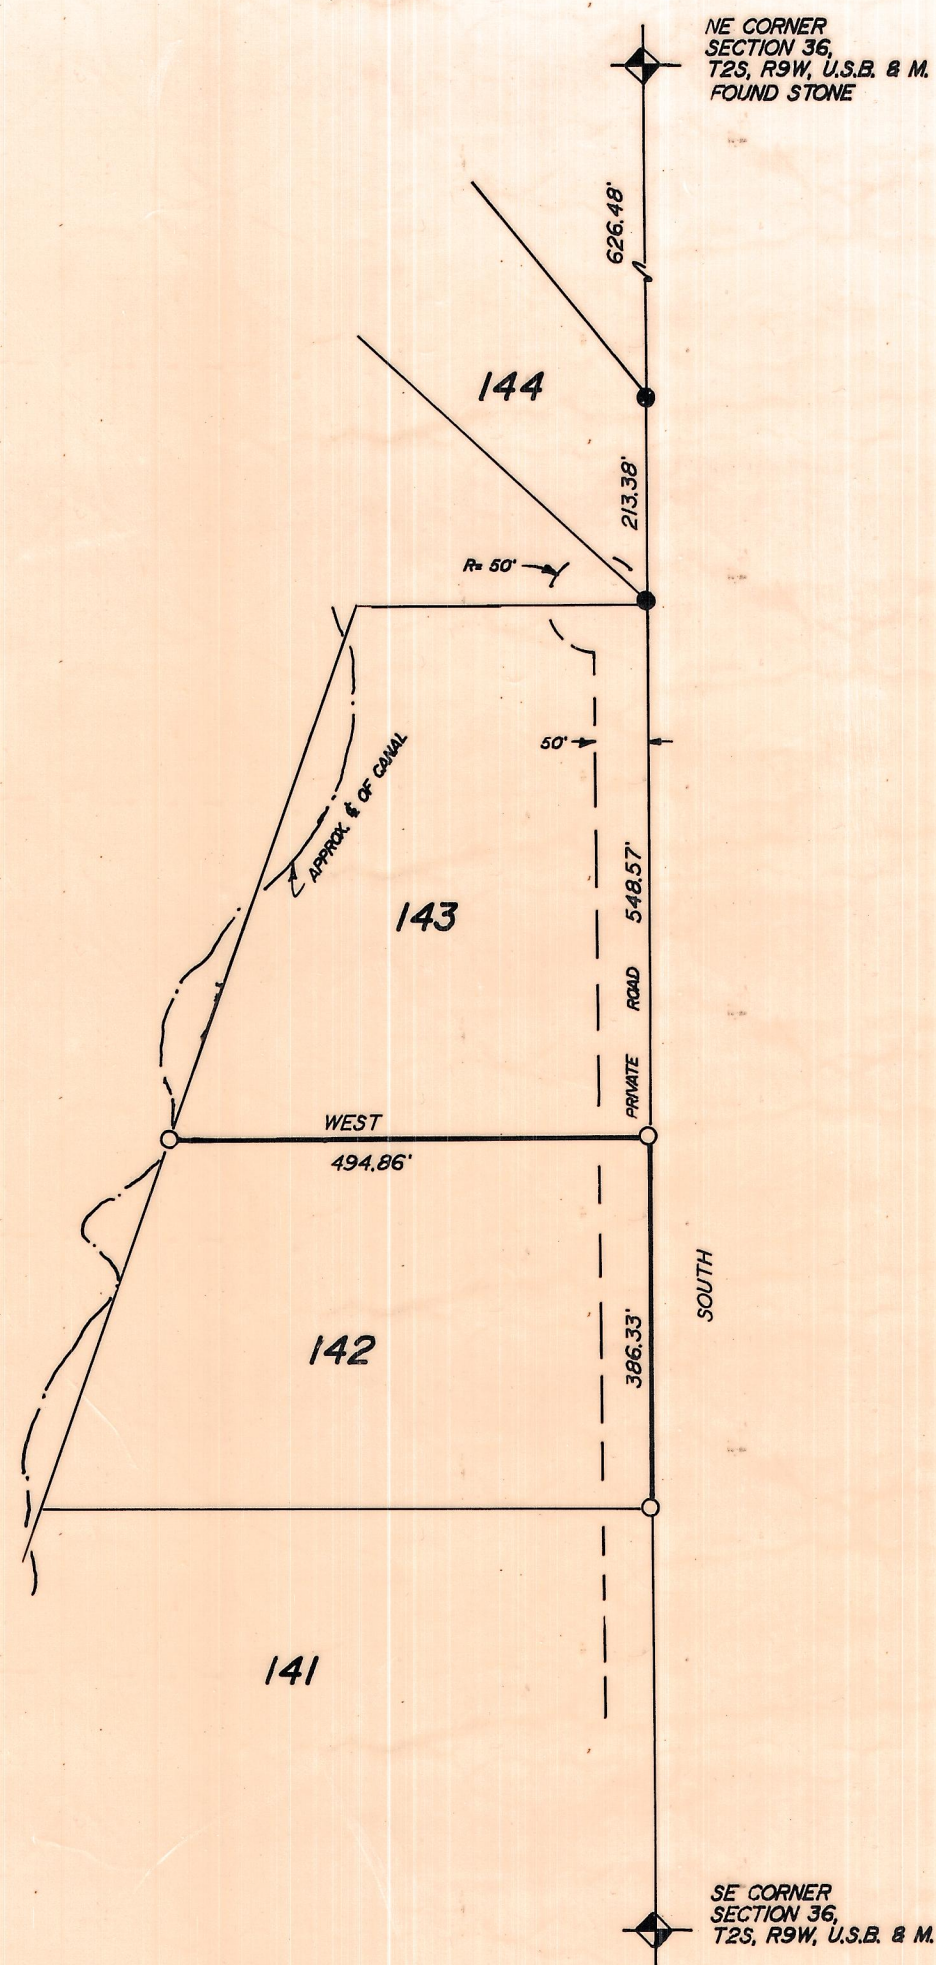 NE CORNER
SECTION 36,
T2S, R9W, U.S.B. & M.
FOUND STONE
626.48'
144
213.38'
R= 50'
50'
APPROX. ℄ OF CANAL
143
548.57'
PRIVATE ROAD
WEST
494.86'
SOUTH
386.33'
142
141
SE CORNER
SECTION 36,
T2S, R9W, U.S.B. & M.